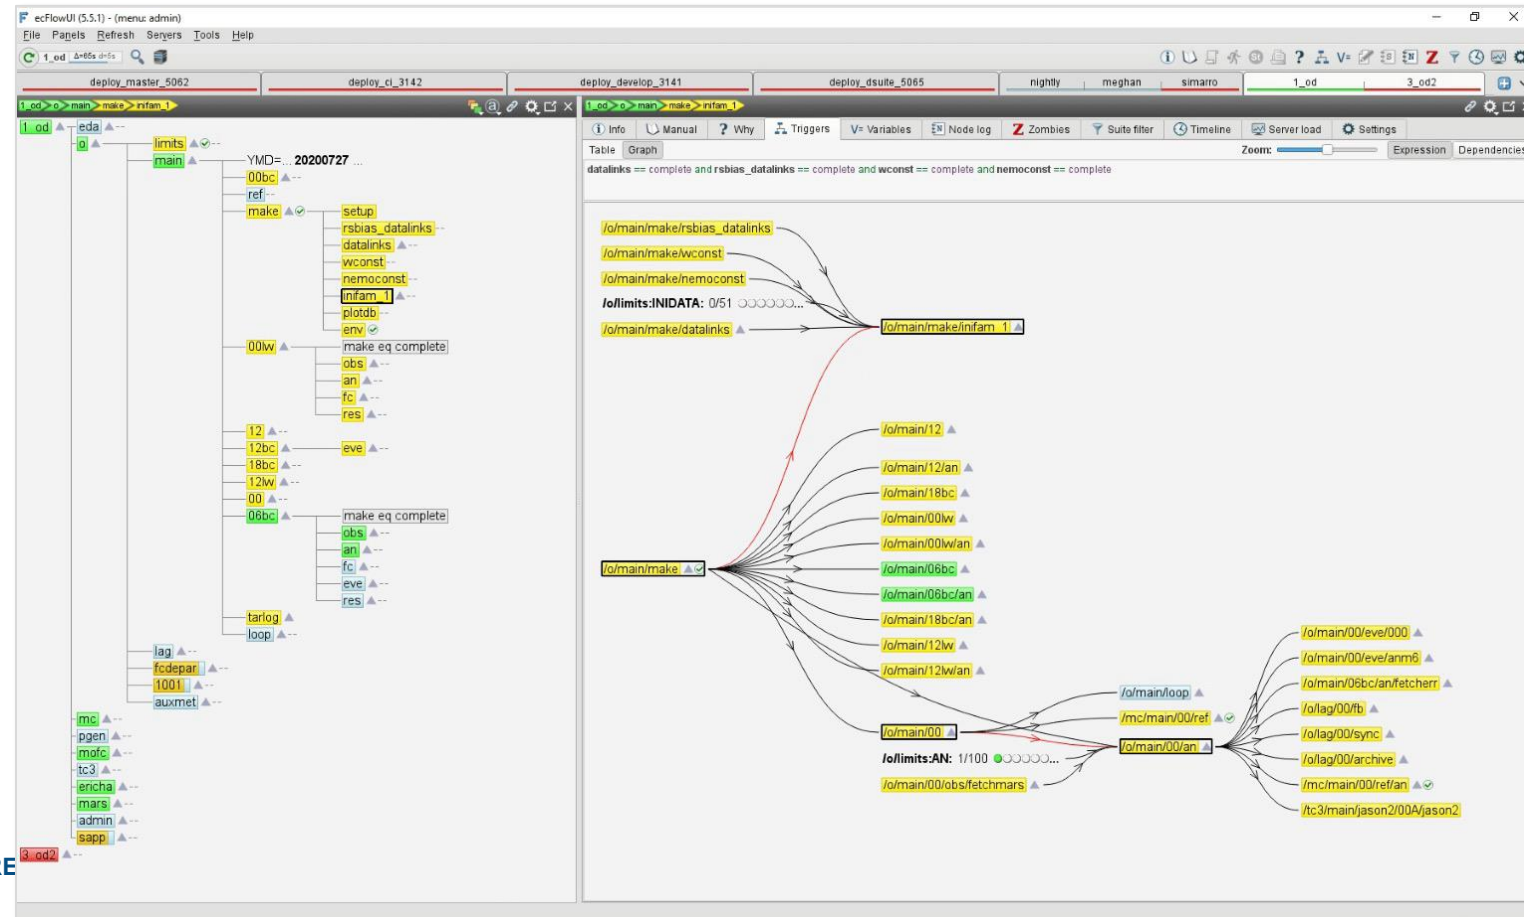 ecFlowUI (5.5.1) - (menu: admin)
File Panels Refresh Servers Tools Help
1_od Δ=65s d=5s
deploy_master_5062 deploy_ci_3142 deploy_develop_3141 deploy_dsuite_5065 nightly meghan simarro 1_od 3_od2
1_od o main make inifam_1
1_od eda
o limits
main YMD=... 20200727 ...
00bc
ref
make setup
rsbias_datalinks
datalinks
wconst
nemoconst
inifam_1
plotdb
env
00lw make eq complete
obs
an
fc
res
12
12bc eve
18bc
12lw
00
06bc make eq complete
obs
an
fc
eve
res
tarlog
loop
lag
fcdepar
1001
auxmet
mc
pgen
mofc
tc3
ericha
mars
admin
sapp
3_od2
RE
1_od o main make inifam_1
Info Manual ? Why Triggers V= Variables Node log Z Zombies Suite filter Timeline Server load Settings
Table Graph Zoom: Expression Dependencies
datalinks == complete and rsbias_datalinks == complete and wconst == complete and nemoconst == complete
/o/main/make/rsbias_datalinks
/o/main/make/wconst
/o/main/make/nemoconst
/o/limits:INIDATA: 0/51 ...
/o/main/make/datalinks
/o/main/make/inifam_1
/o/main/12
/o/main/12/an
/o/main/18bc
/o/main/00lw
/o/main/00lw/an
/o/main/make
/o/main/06bc
/o/main/06bc/an
/o/main/18bc/an
/o/main/12lw
/o/main/12lw/an
/o/main/00
/o/limits:AN: 1/100 ...
/o/main/00/obs/fetchmars
/o/main/loop
/mc/main/00/ref
/o/main/00/an
/o/main/00/eve/000
/o/main/00/eve/anm6
/o/main/06bc/an/fetcherr
/o/lag/00/fb
/o/lag/00/sync
/o/lag/00/archive
/mc/main/00/ref/an
/tc3/main/jason2/00A/jason2